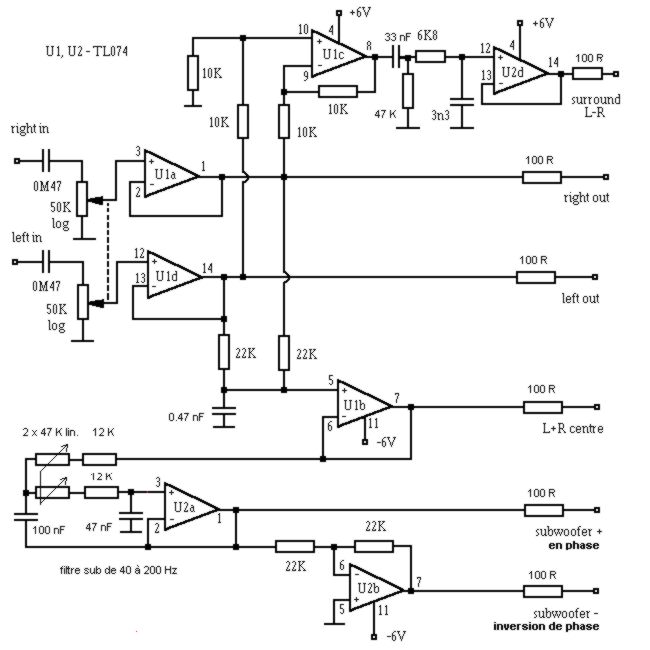 +6V
33 nF
6K8
+6V
U1, U2 - TL074
10
4
8
12
4
14
100 R
U1c
U2d
9
13
10K
10K
surround
L-R
10K
10K
47 K
3n3
right in
3
1
100 R
U1a
2
0M47
right out
50K
log
left in
12
14
100 R
U1d
13
0M47
left out
50K
log
22K
22K
5
7
100 R
0.47 nF
U1b
6
11
L+R centre
-6V
2 x 47 K lin.
12 K
12 K
3
100 R
U2a
1
100 nF
47 nF
2
22K
subwoofer +
en phase
filtre sub de 40 à 200 Hz
22K
6
7
100 R
U2b
5
11
subwoofer -
inversion de phase
-6V